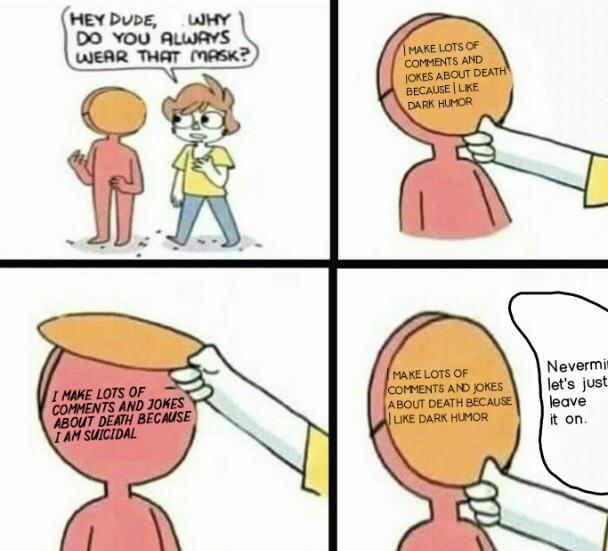 HEY DUDE, WHY
DO YOU ALWAYS
WEAR THAT MASK?
I MAKE LOTS OF
COMMENTS AND
JOKES ABOUT DEATH
BECAUSE I LIKE
DARK HUMOR
I MAKE LOTS OF
COMMENTS AND JOKES
ABOUT DEATH BECAUSE
I AM SUICIDAL
I MAKE LOTS OF
COMMENTS AND JOKES
ABOUT DEATH BECAUSE
I LIKE DARK HUMOR
Nevermi
let's just
leave
it on.